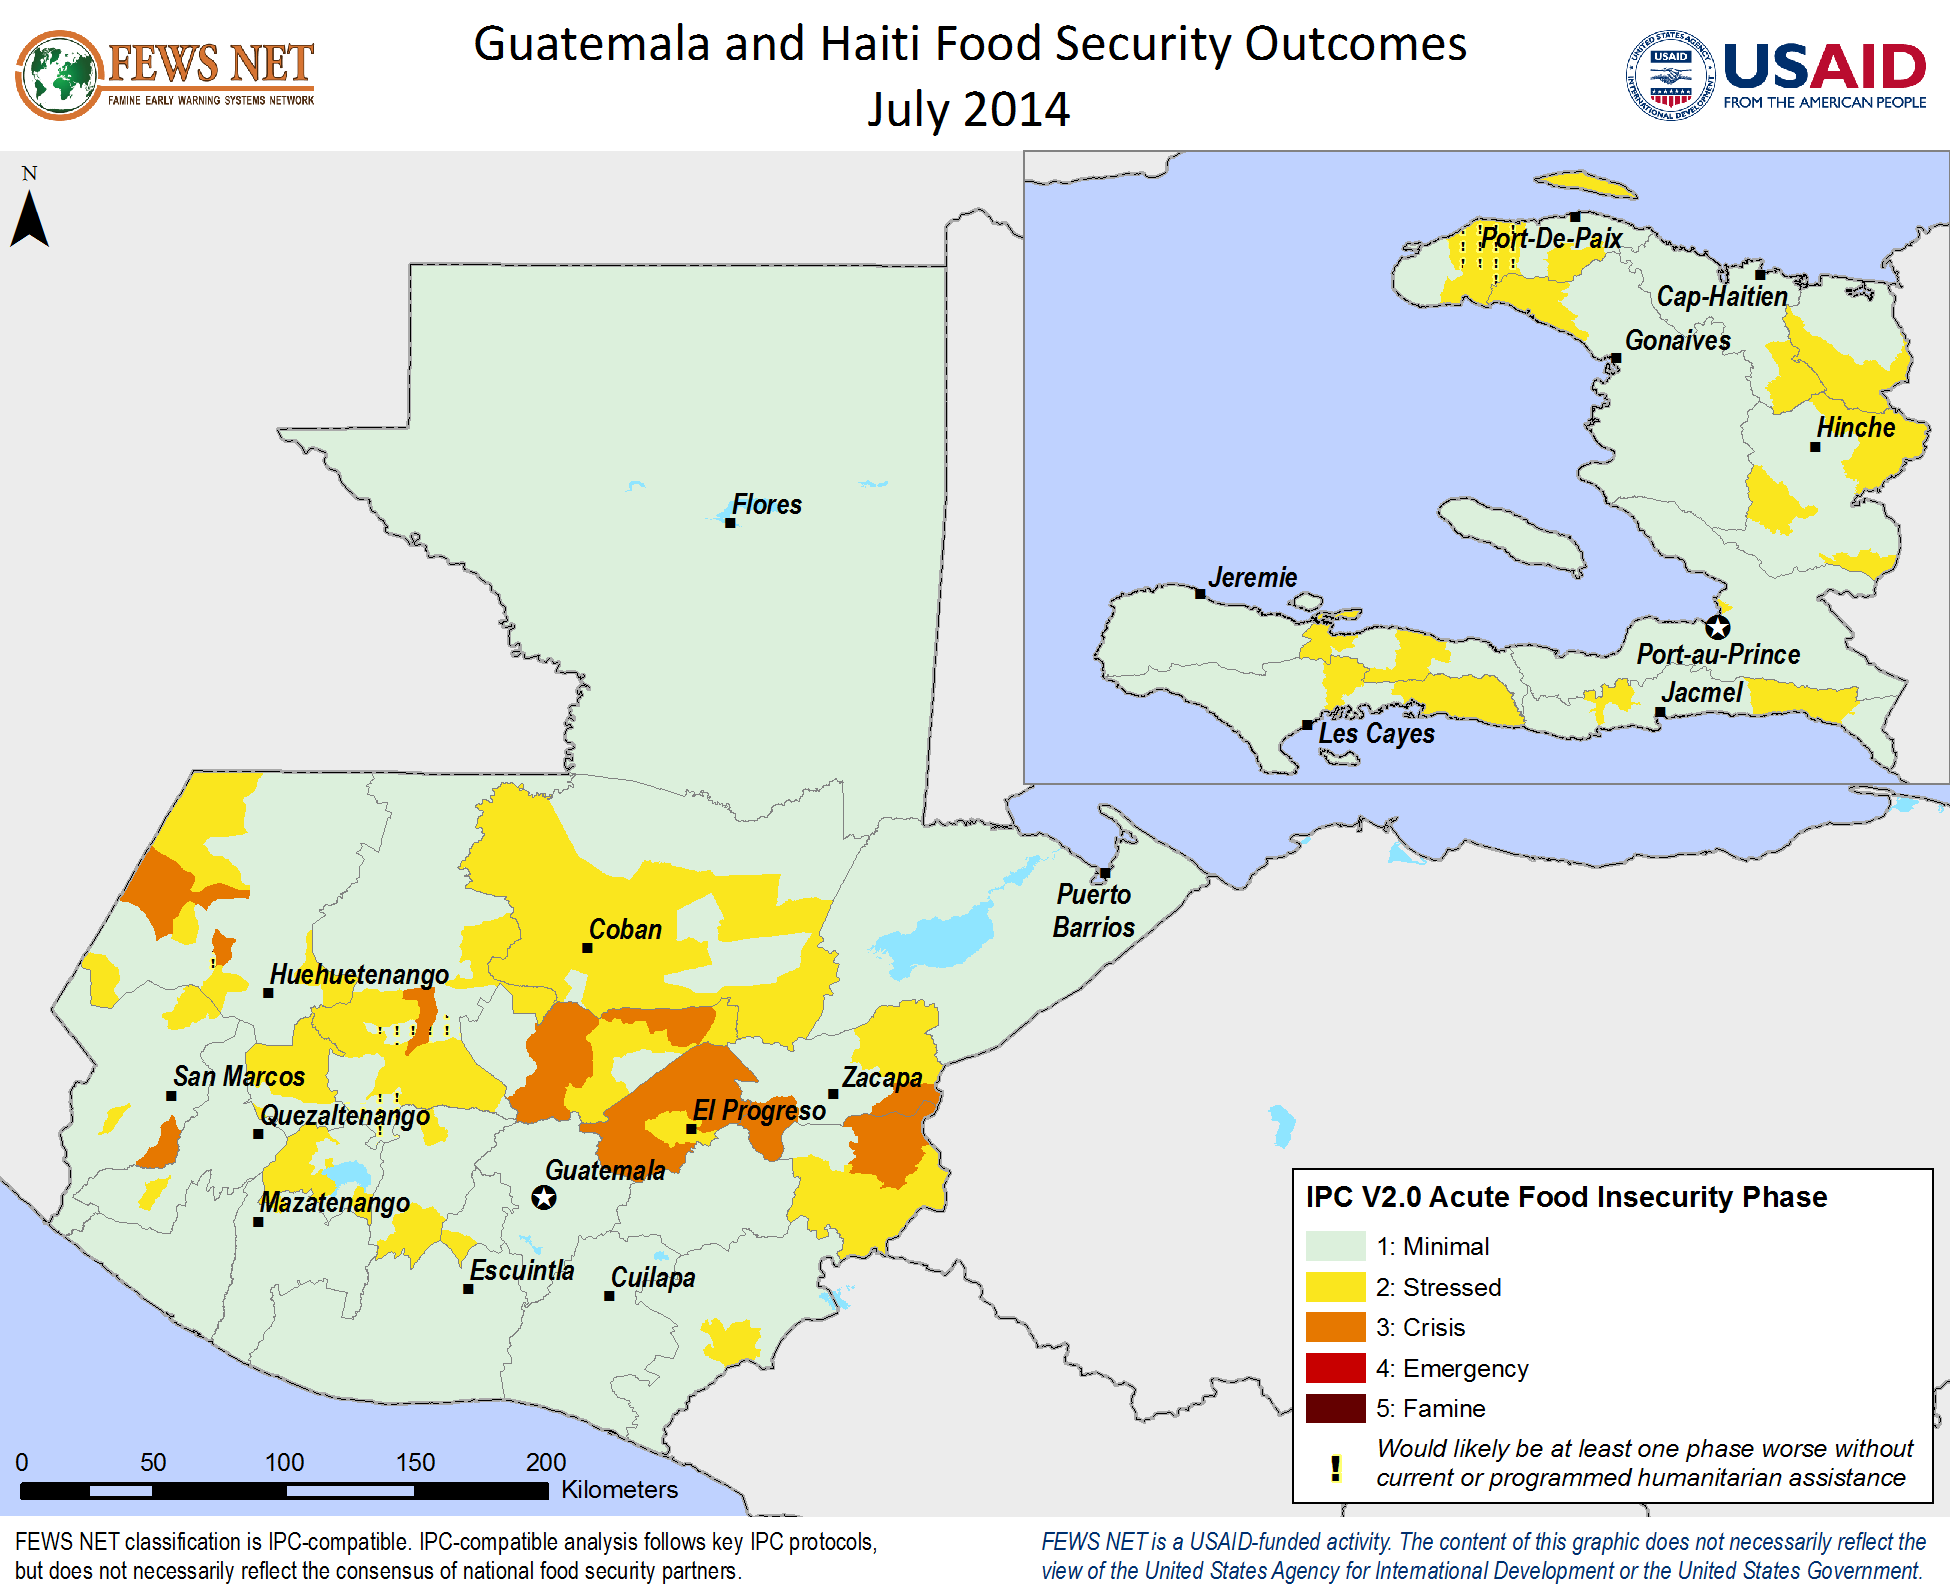 FEWS NET
FAMINE EARLY WARNING SYSTEMS NETWORK
Guatemala and Haiti Food Security Outcomes
July 2014
UNITED STATES AGENCY
USAID
INTERNATIONAL DEVELOPMENT
USAID
FROM THE AMERICAN PEOPLE
N
Port-De-Paix
Cap-Haitien
Gonaives
Hinche
Jeremie
Port-au-Prince
Jacmel
Les Cayes
Flores
Puerto
Barrios
Coban
Huehuetenango
San Marcos
Zacapa
Quezaltenango
El Progreso
Guatemala
Mazatenango
Escuintla
Cuilapa
IPC V2.0 Acute Food Insecurity Phase
1: Minimal
2: Stressed
3: Crisis
4: Emergency
5: Famine
! Would likely be at least one phase worse without
current or programmed humanitarian assistance
0 50 100 150 200
Kilometers
FEWS NET classification is IPC-compatible. IPC-compatible analysis follows key IPC protocols,
but does not necessarily reflect the consensus of national food security partners.
FEWS NET is a USAID-funded activity. The content of this graphic does not necessarily reflect the
view of the United States Agency for International Development or the United States Government.